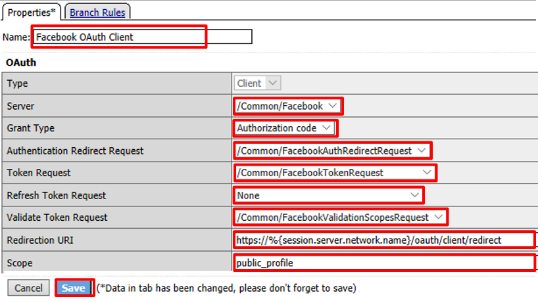 Properties* Branch Rules
Name: Facebook OAuth Client
OAuth
Type Client
Server /Common/Facebook
Grant Type Authorization code
Authentication Redirect Request /Common/FacebookAuthRedirectRequest
Token Request /Common/FacebookTokenRequest
Refresh Token Request None
Validate Token Request /Common/FacebookValidationScopesRequest
Redirection URI https://%{session.server.network.name}/oauth/client/redirect
Scope public_profile
Cancel Save (*Data in tab has been changed, please don't forget to save)